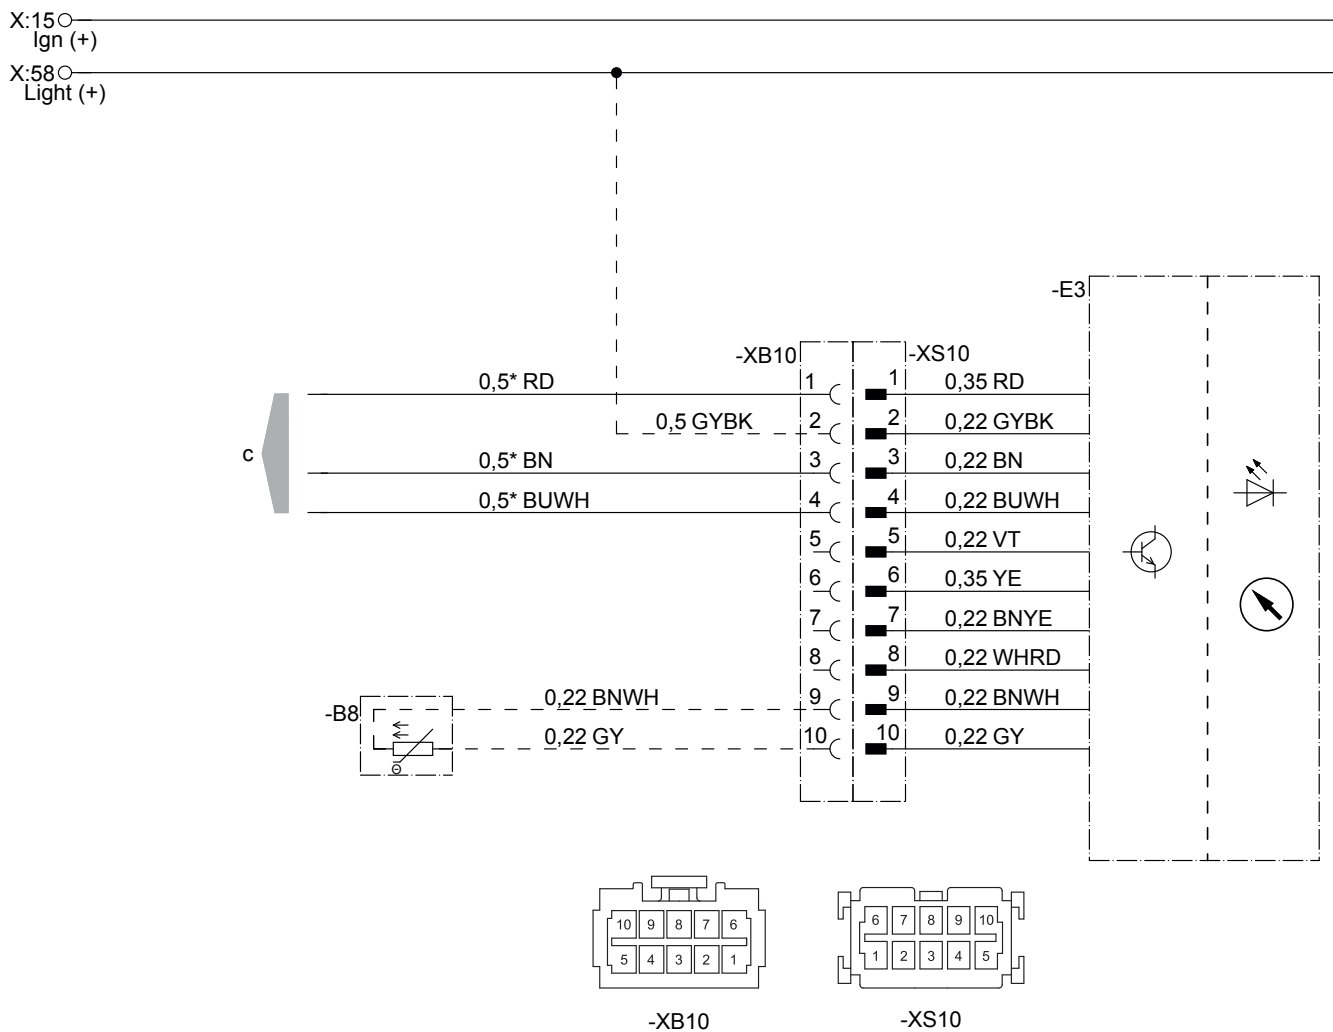 X:15
Ign (+)
X:58
Light (+)
-E3
-XB10 -XS10
0,5* RD 1 1 0,35 RD
0,5 GYBK 2 2 0,22 GYBK
c
0,5* BN 3 3 0,22 BN
0,5* BUWH 4 4 0,22 BUWH
5 5 0,22 VT
6 6 0,35 YE
7 7 0,22 BNYE
8 8 0,22 WHRD
-B8 0,22 BNWH 9 9 0,22 BNWH
0,22 GY 10 10 0,22 GY
Θ
10 9 8 7 6
5 4 3 2 1
-XB10
6 7 8 9 10
1 2 3 4 5
-XS10